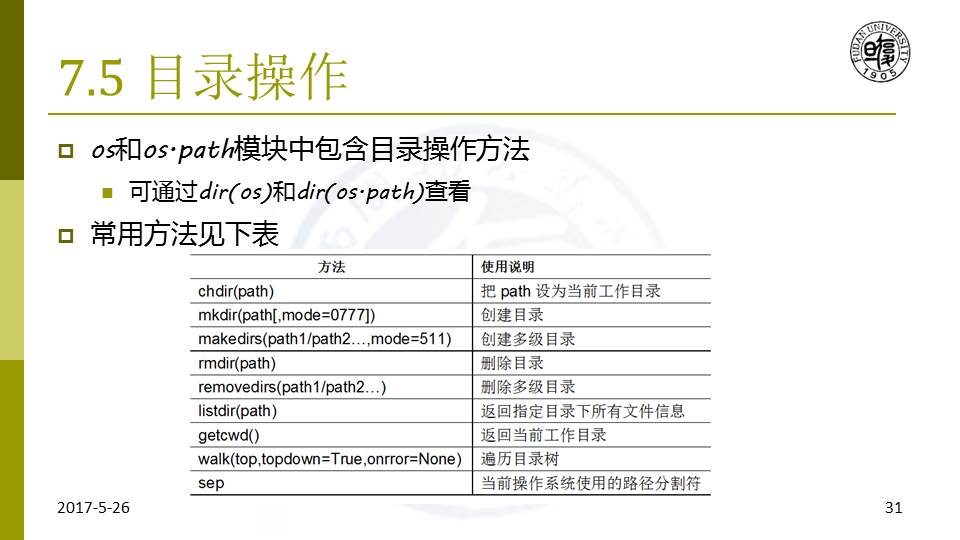 7.5 目录操作
FUDAN UNIVERSITY
1905
os和os.path模块中包含目录操作方法
可通过dir(os)和dir(os.path)查看
常用方法见下表
方法 使用说明
chdir(path) 把 path 设为当前工作目录
mkdir(path[,mode=0777]) 创建目录
makedirs(path1/path2…,mode=511) 创建多级目录
rmdir(path) 删除目录
removedirs(path1/path2…) 删除多级目录
listdir(path) 返回指定目录下所有文件信息
getcwd() 返回当前工作目录
walk(top,topdown=True,onrror=None) 遍历目录树
sep 当前操作系统使用的路径分割符
2017-5-26
31